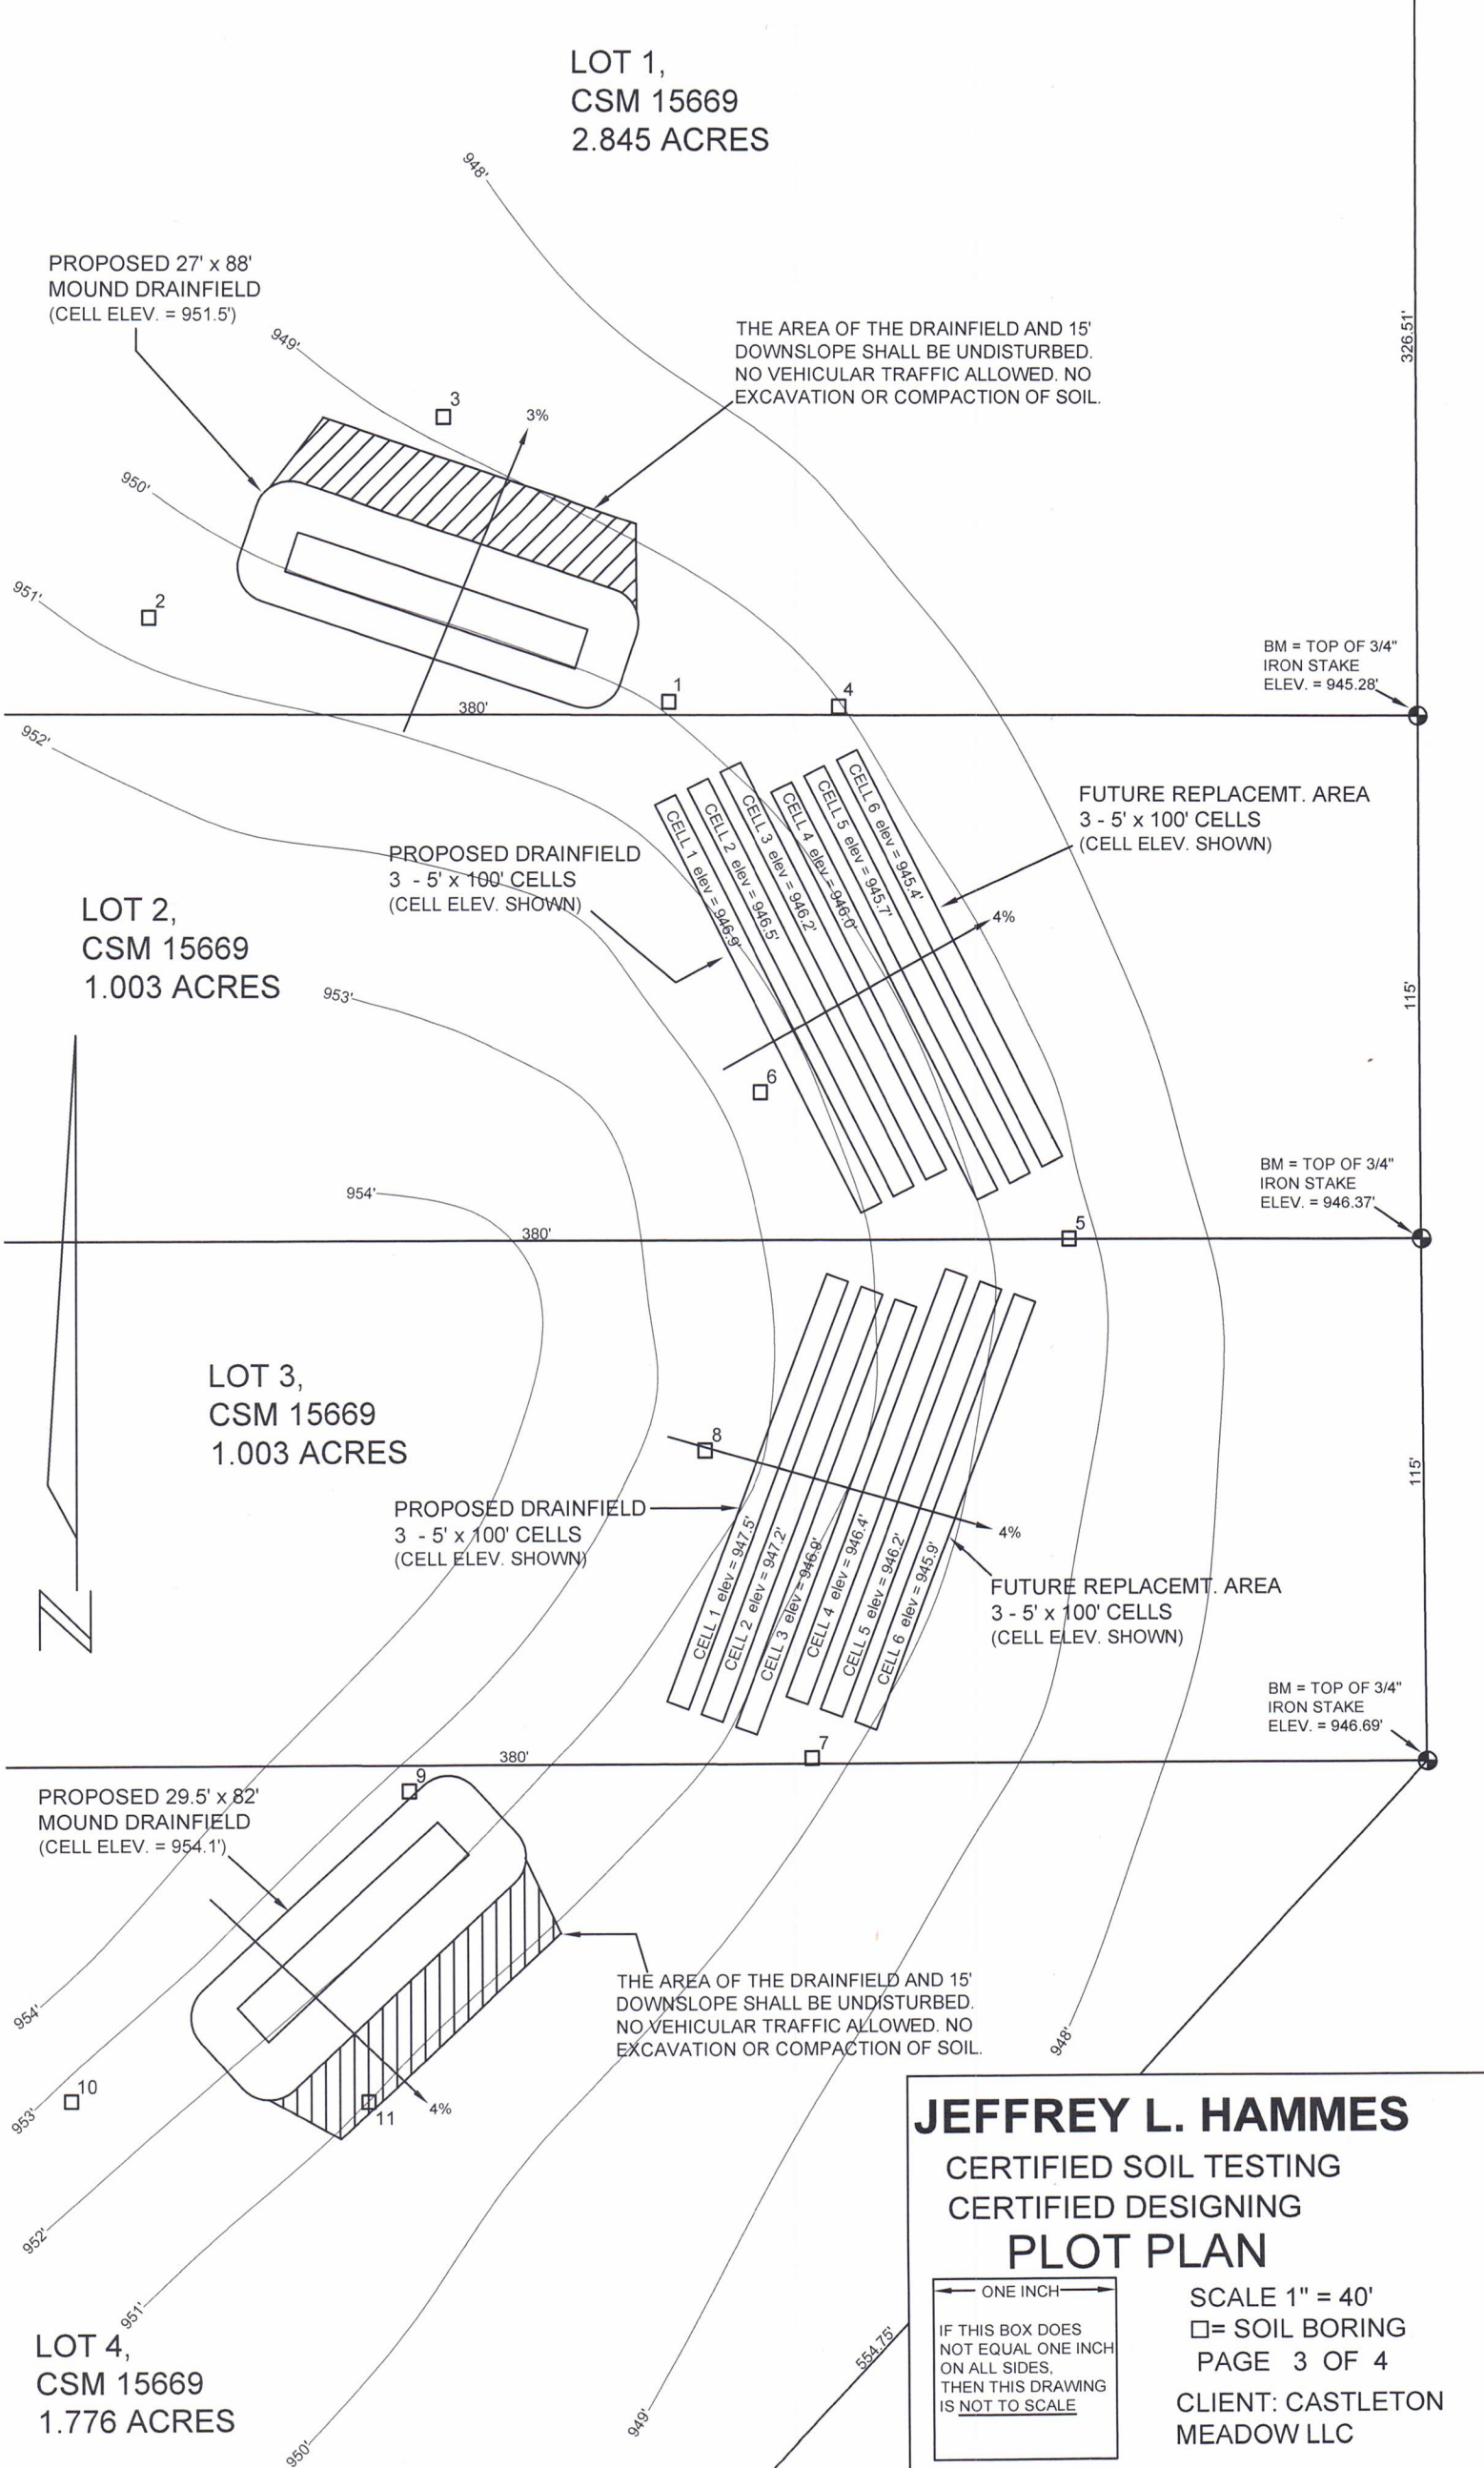 LOT 1,
CSM 15669
2.845 ACRES
948'
PROPOSED 27' x 88'
MOUND DRAINFIELD
(CELL ELEV. = 951.5')
949'
THE AREA OF THE DRAINFIELD AND 15'
DOWNSLOPE SHALL BE UNDISTURBED.
NO VEHICULAR TRAFFIC ALLOWED. NO
EXCAVATION OR COMPACTION OF SOIL.
326.51'
3
3%
950'
951'
2
BM = TOP OF 3/4"
IRON STAKE
ELEV. = 945.28'
1
4
380'
952'
CELL 1 elev = 946.9'
CELL 2 elev = 946.5'
CELL 3 elev = 946.2'
CELL 4 elev = 946.0'
CELL 5 elev = 945.7'
CELL 6 elev = 945.4'
FUTURE REPLACEMT. AREA
3 - 5' x 100' CELLS
(CELL ELEV. SHOWN)
PROPOSED DRAINFIELD
3 - 5' x 100' CELLS
(CELL ELEV. SHOWN)
4%
LOT 2,
CSM 15669
1.003 ACRES
953'
115'
6
954'
BM = TOP OF 3/4"
IRON STAKE
ELEV. = 946.37'
380'
5
LOT 3,
CSM 15669
1.003 ACRES
8
115'
PROPOSED DRAINFIELD
3 - 5' x 100' CELLS
(CELL ELEV. SHOWN)
4%
CELL 1 elev = 947.5'
CELL 2 elev = 947.2'
CELL 3 elev = 946.9'
CELL 4 elev = 946.4'
CELL 5 elev = 946.2'
CELL 6 elev = 945.9'
FUTURE REPLACEMT. AREA
3 - 5' x 100' CELLS
(CELL ELEV. SHOWN)
N
BM = TOP OF 3/4"
IRON STAKE
ELEV. = 946.69'
380'
7
9
PROPOSED 29.5' x 82'
MOUND DRAINFIELD
(CELL ELEV. = 954.1')
THE AREA OF THE DRAINFIELD AND 15'
DOWNSLOPE SHALL BE UNDISTURBED.
NO VEHICULAR TRAFFIC ALLOWED. NO
EXCAVATION OR COMPACTION OF SOIL.
954'
948'
10
953'
11
4%
952'
951'
LOT 4,
CSM 15669
1.776 ACRES
950'
949'
554.75'
JEFFREY L. HAMMES
CERTIFIED SOIL TESTING
CERTIFIED DESIGNING
PLOT PLAN
ONE INCH
IF THIS BOX DOES
NOT EQUAL ONE INCH
ON ALL SIDES,
THEN THIS DRAWING
IS NOT TO SCALE
SCALE 1" = 40'
= SOIL BORING
PAGE 3 OF 4
CLIENT: CASTLETON
MEADOW LLC